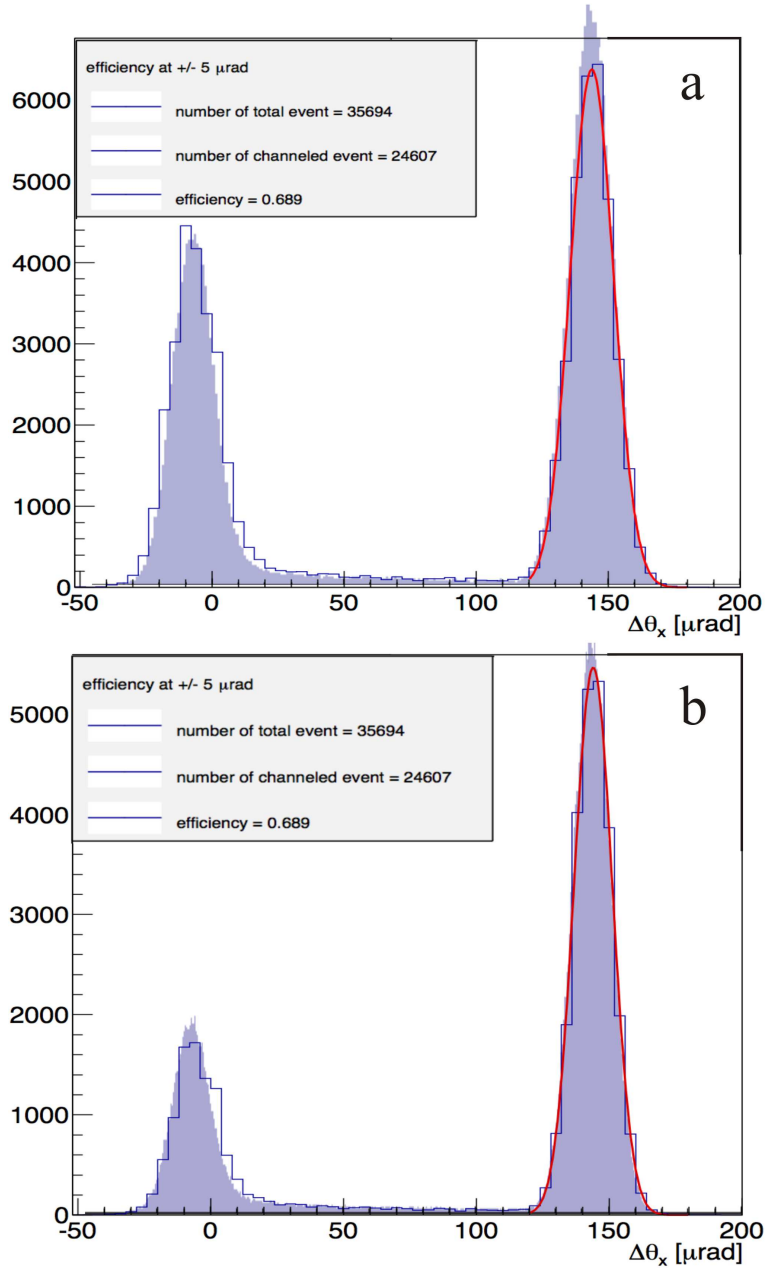 a
efficiency at +/- 5 μrad
number of total event = 35694
number of channeled event = 24607
efficiency = 0.689
6000
5000
4000
3000
2000
1000
0
-50 0 50 100 150 200
Δθx [μrad]
b
efficiency at +/- 5 μrad
number of total event = 35694
number of channeled event = 24607
efficiency = 0.689
5000
4000
3000
2000
1000
0
-50 0 50 100 150 200
Δθx [μrad]